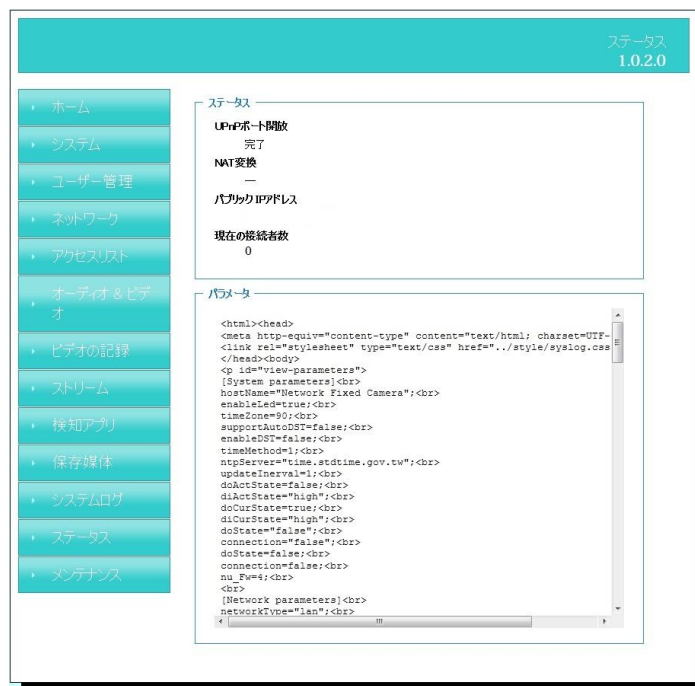 ステータス
1.0.2.0
ホーム
システム
ユーザー管理
ネットワーク
アクセスリスト
オーディオ & ビデ
オ
ビデオの記録
ストリーム
検知アプリ
保存媒体
システムログ
ステータス
メンテナンス
ステータス
UPnPポート開放
完了
NAT変換
—
パブリック IPアドレス
現在の接続者数
0
パラメータ
<html><head>
<meta http-equiv="content-type" content="text/html; charset=UTF-
<link rel="stylesheet" type="text/css" href="../style/syslog.css
</head><body>
<p id="view-parameters">
[System parameters]<br>
hostName="Network Fixed Camera";<br>
enableLed=true;<br>
timeZone=90;<br>
supportAutoDST=false;<br>
enableDST=false;<br>
timeMethod=1;<br>
ntpServer="time.stdtime.gov.tw";<br>
updateInerval=1;<br>
doActState=false;<br>
diActState="high";<br>
doCurState=true;<br>
diCurState="high";<br>
doState="false";<br>
connection="false";<br>
doState=false;<br>
connection=false;<br>
nu_Fw=4;<br>
<br>
[Network parameters]<br>
networkType="lan";<br>